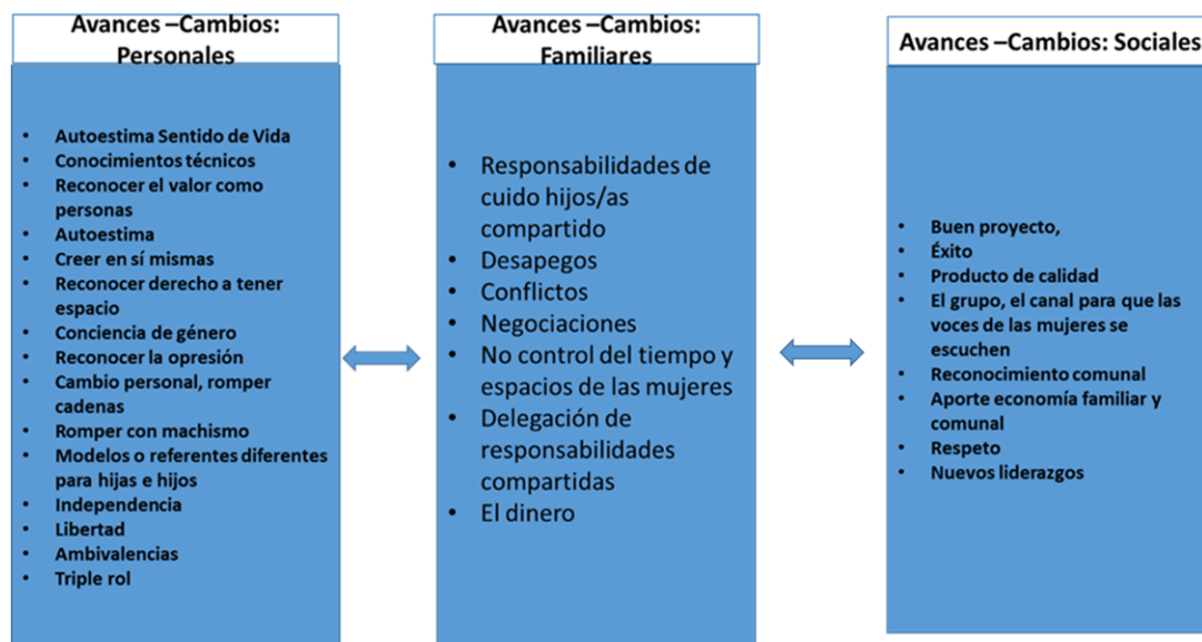 Avances –Cambios:
Personales
• Autoestima Sentido de Vida
• Conocimientos técnicos
• Reconocer el valor como
personas
• Autoestima
• Creer en sí mismas
• Reconocer derecho a tener
espacio
• Conciencia de género
• Reconocer la opresión
• Cambio personal, romper
cadenas
• Romper con machismo
• Modelos o referentes diferentes
para hijas e hijos
• Independencia
• Libertad
• Ambivalencias
• Triple rol
Avances –Cambios:
Familiares
• Responsabilidades de
cuido hijos/as
compartido
• Desapegos
• Conflictos
• Negociaciones
• No control del tiempo y
espacios de las mujeres
• Delegación de
responsabilidades
compartidas
• El dinero
Avances –Cambios: Sociales
• Buen proyecto,
• Éxito
• Producto de calidad
• El grupo, el canal para que las
voces de las mujeres se
escuchen
• Reconocimiento comunal
• Aporte economía familiar y
comunal
• Respeto
• Nuevos liderazgos